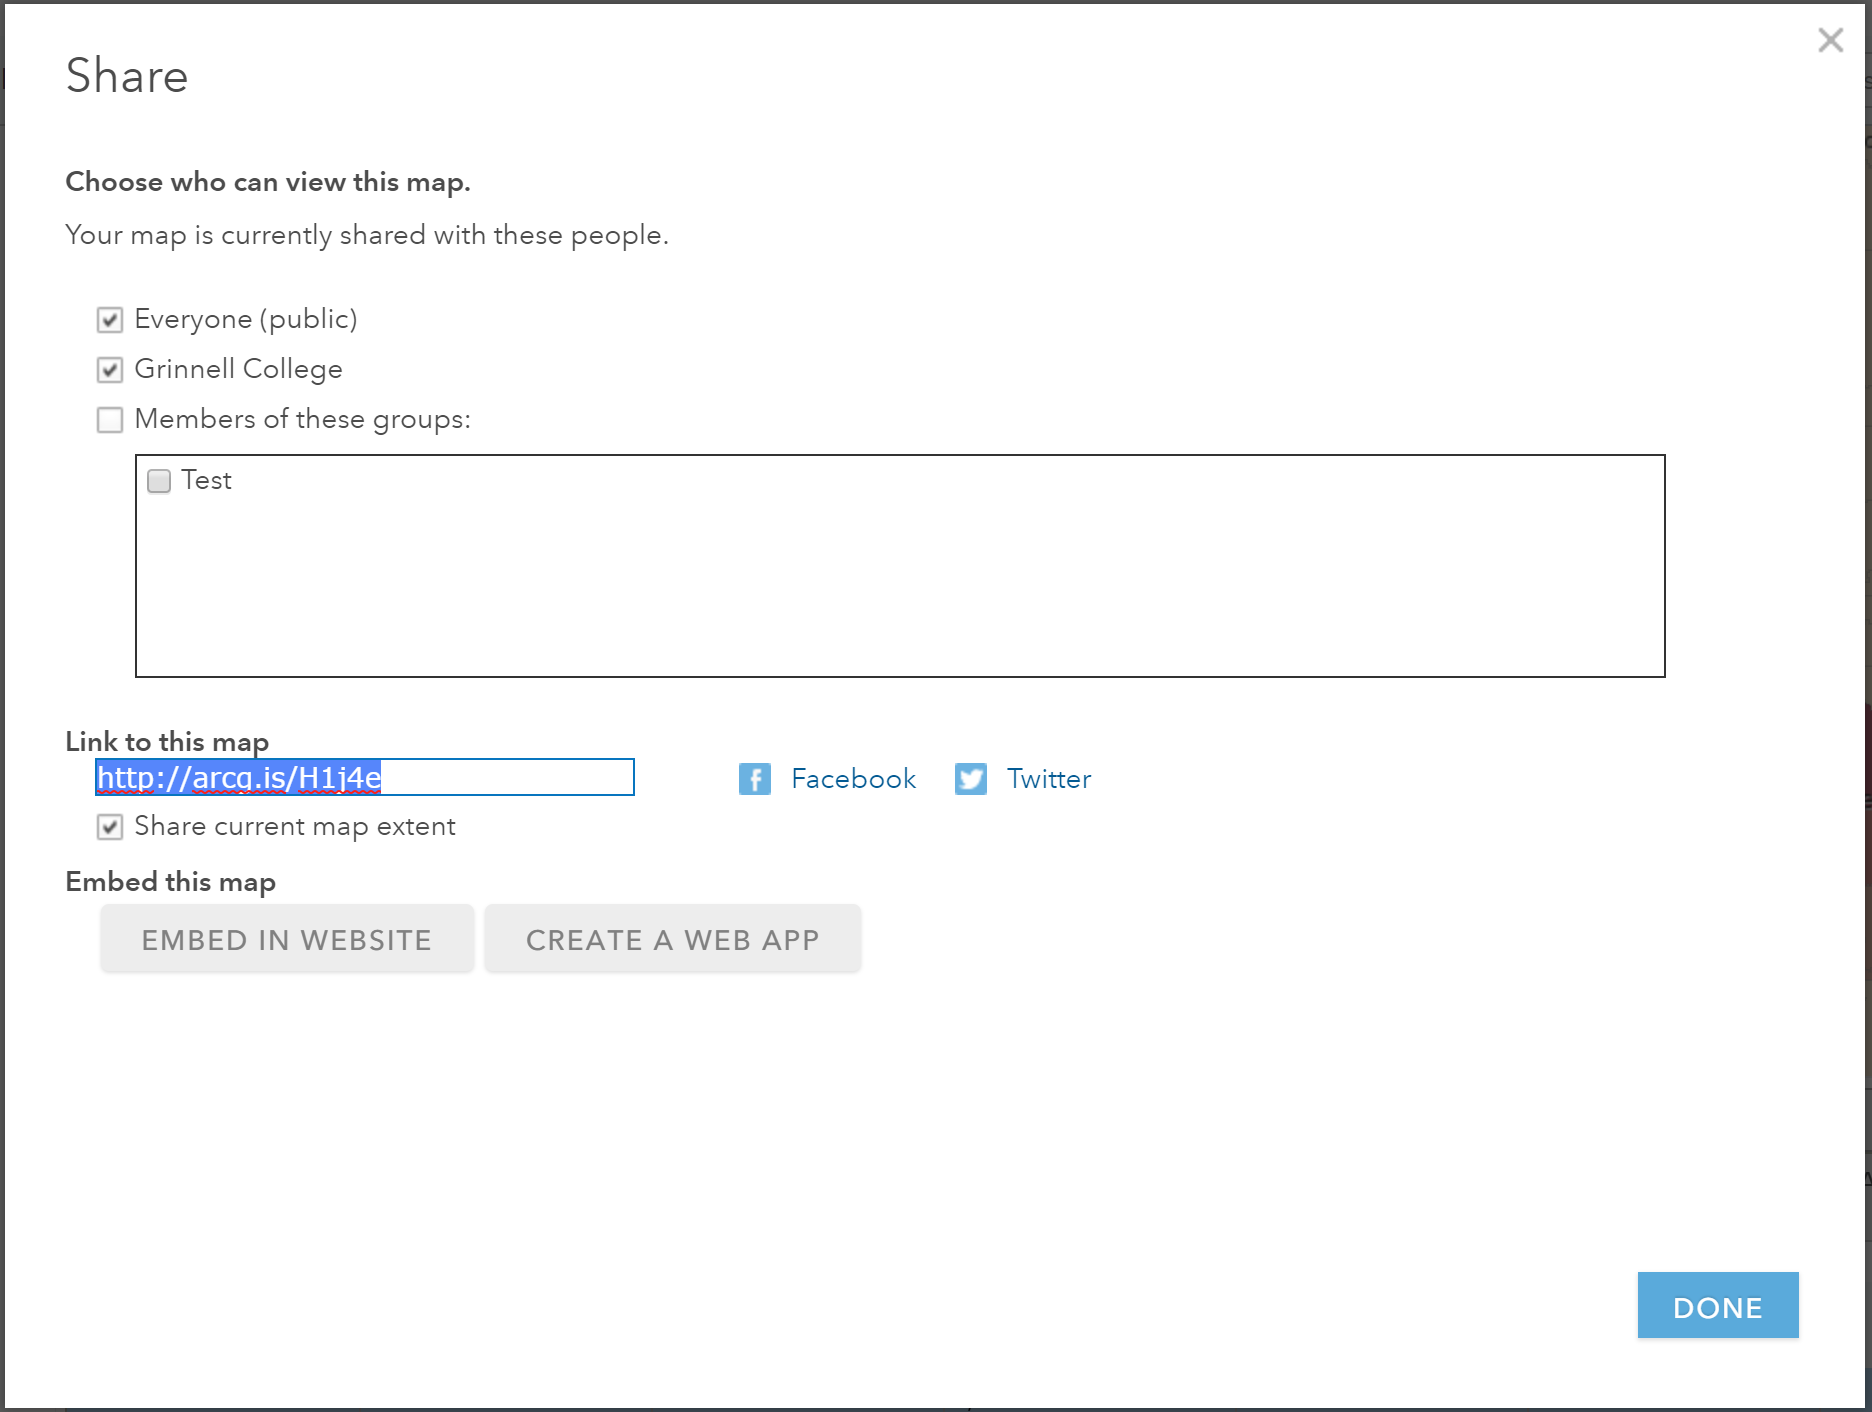 Share
Choose who can view this map.
Your map is currently shared with these people.
Everyone (public)
Grinnell College
Members of these groups:
Test
Link to this map
http://arcg.is/H1j4e
Facebook
Twitter
Share current map extent
Embed this map
EMBED IN WEBSITE
CREATE A WEB APP
DONE